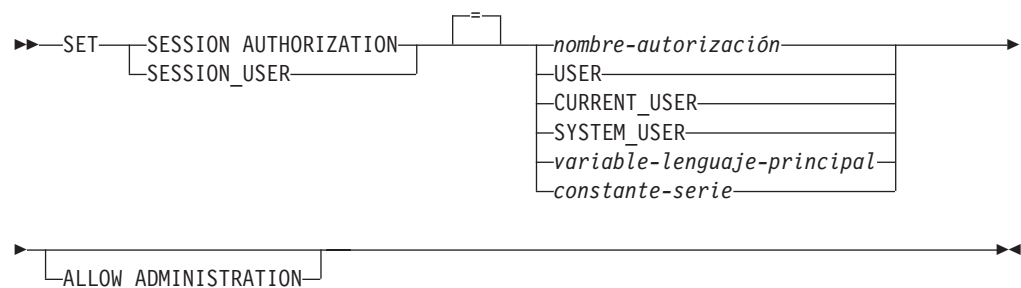 =
SET SESSION AUTHORIZATION nombre-autorización
SESSION_USER USER
CURRENT_USER
SYSTEM_USER
variable-lenguaje-principal
constante-serie
ALLOW ADMINISTRATION